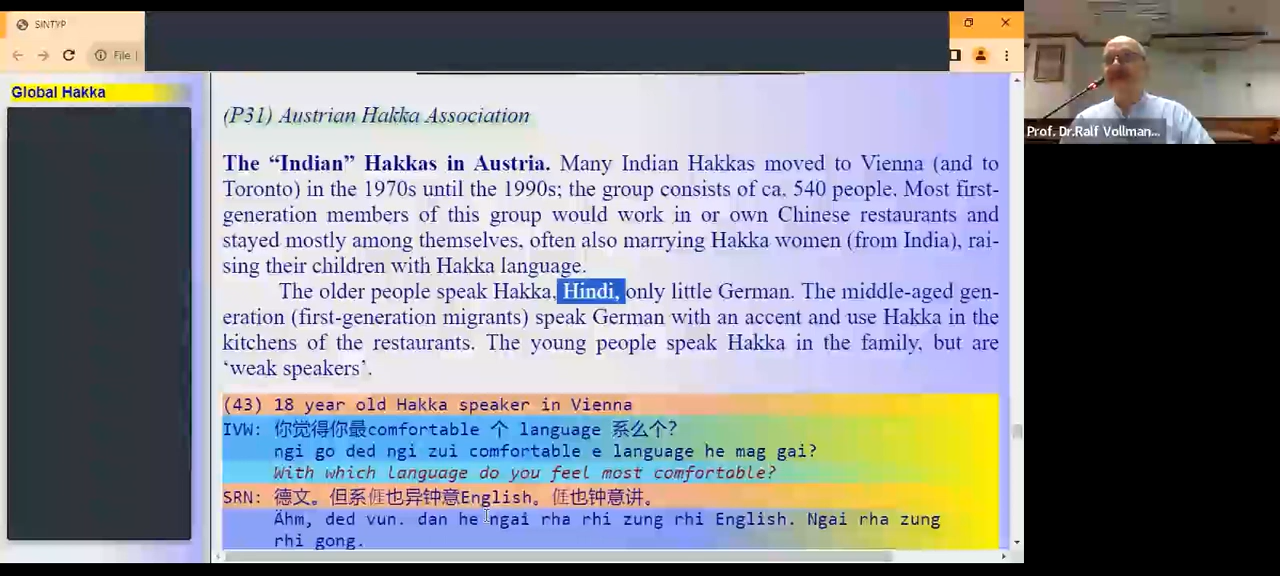 SINTYP
File
Global Hakka
(P31) Austrian Hakka Association
The “Indian” Hakkas in Austria. Many Indian Hakkas moved to Vienna (and to
Toronto) in the 1970s until the 1990s; the group consists of ca. 540 people. Most first-
generation members of this group would work in or own Chinese restaurants and
stayed mostly among themselves, often also marrying Hakka women (from India), rai-
sing their children with Hakka language.
The older people speak Hakka, Hindi, only little German. The middle-aged gen-
eration (first-generation migrants) speak German with an accent and use Hakka in the
kitchens of the restaurants. The young people speak Hakka in the family, but are
‘weak speakers’.
(43) 18 year old Hakka speaker in Vienna
IVW: 你觉得你最comfortable 个 language 系么个?
ngi go ded ngi zui comfortable e language he mag gai?
With which language do you feel most comfortable?
SRN: 德文。但系𠊎也异钟意English。𠊎也钟意讲。
Ähm, ded vun. dan he ngai rha rhi zung rhi English. Ngai rha zung
rhi gong.
Prof. Dr.Ralf Vollman...